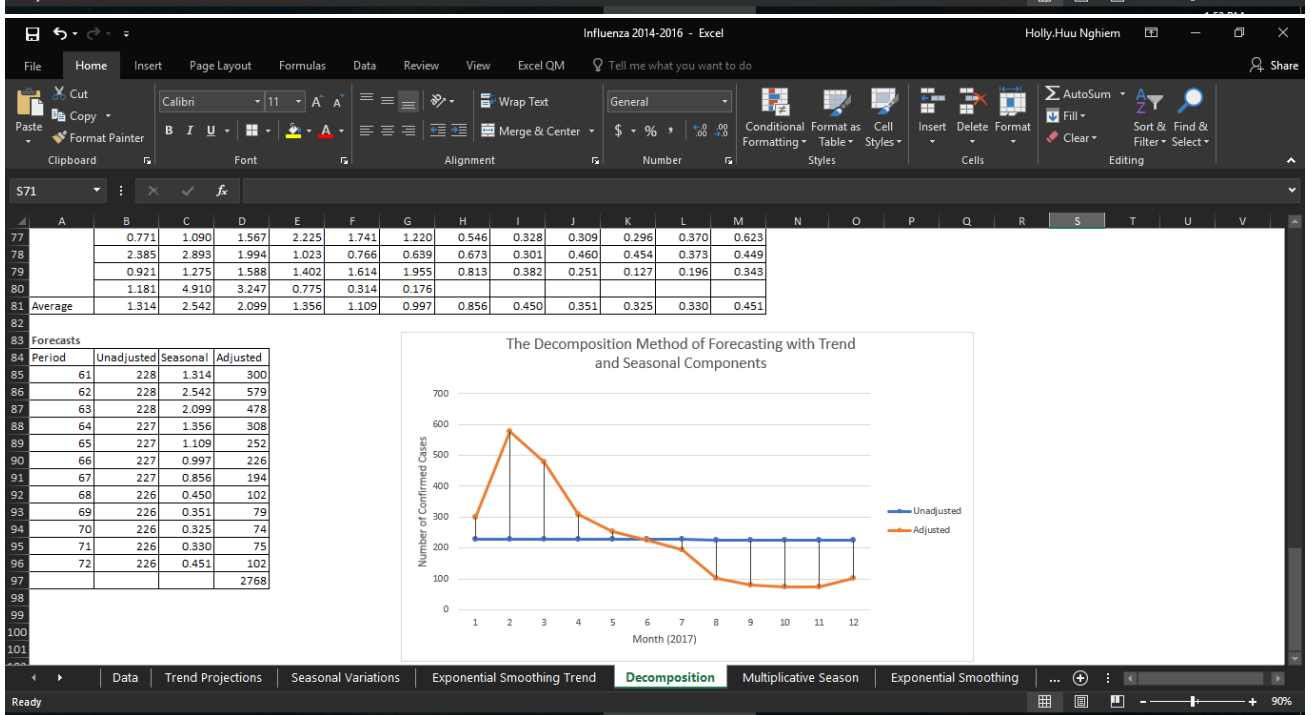 Influenza 2014-2016 - Excel Holly.Huu Nghiem
File Home Insert Page Layout Formulas Data Review View Excel QM Tell me what you want to do Share
Paste Cut Copy Format Painter
Calibri 11 A A B I U A
Wrap Text Merge & Center
General $ % , .0 .00 .00 .0
Conditional Formatting Format as Table Cell Styles
Insert Delete Format
AutoSum Fill Clear Sort & Filter Find & Select
Clipboard Font Alignment Number Styles Cells Editing
S71 fx
A B C D E F G H I J K L M N O P Q R S T U V
77 0.771 1.090 1.567 2.225 1.741 1.220 0.546 0.328 0.309 0.296 0.370 0.623
78 2.385 2.893 1.994 1.023 0.766 0.639 0.673 0.301 0.460 0.454 0.373 0.449
79 0.921 1.275 1.588 1.402 1.614 1.955 0.813 0.382 0.251 0.127 0.196 0.343
80 1.181 4.910 3.247 0.775 0.314 0.176
81 Average 1.314 2.542 2.099 1.356 1.109 0.997 0.856 0.450 0.351 0.325 0.330 0.451
82
83 Forecasts
84 Period Unadjusted Seasonal Adjusted
85 61 228 1.314 300
86 62 228 2.542 579
87 63 228 2.099 478
88 64 227 1.356 308
89 65 227 1.109 252
90 66 227 0.997 226
91 67 227 0.856 194
92 68 226 0.450 102
93 69 226 0.351 79
94 70 226 0.325 74
95 71 226 0.330 75
96 72 226 0.451 102
97 2768
98
99
100
101
The Decomposition Method of Forecasting with Trend
and Seasonal Components
Number of Confirmed Cases
700
600
500
400
300
200
100
0
1 2 3 4 5 6 7 8 9 10 11 12
Month (2017)
Unadjusted
Adjusted
Data Trend Projections Seasonal Variations Exponential Smoothing Trend Decomposition Multiplicative Season Exponential Smoothing ...
Ready 90%